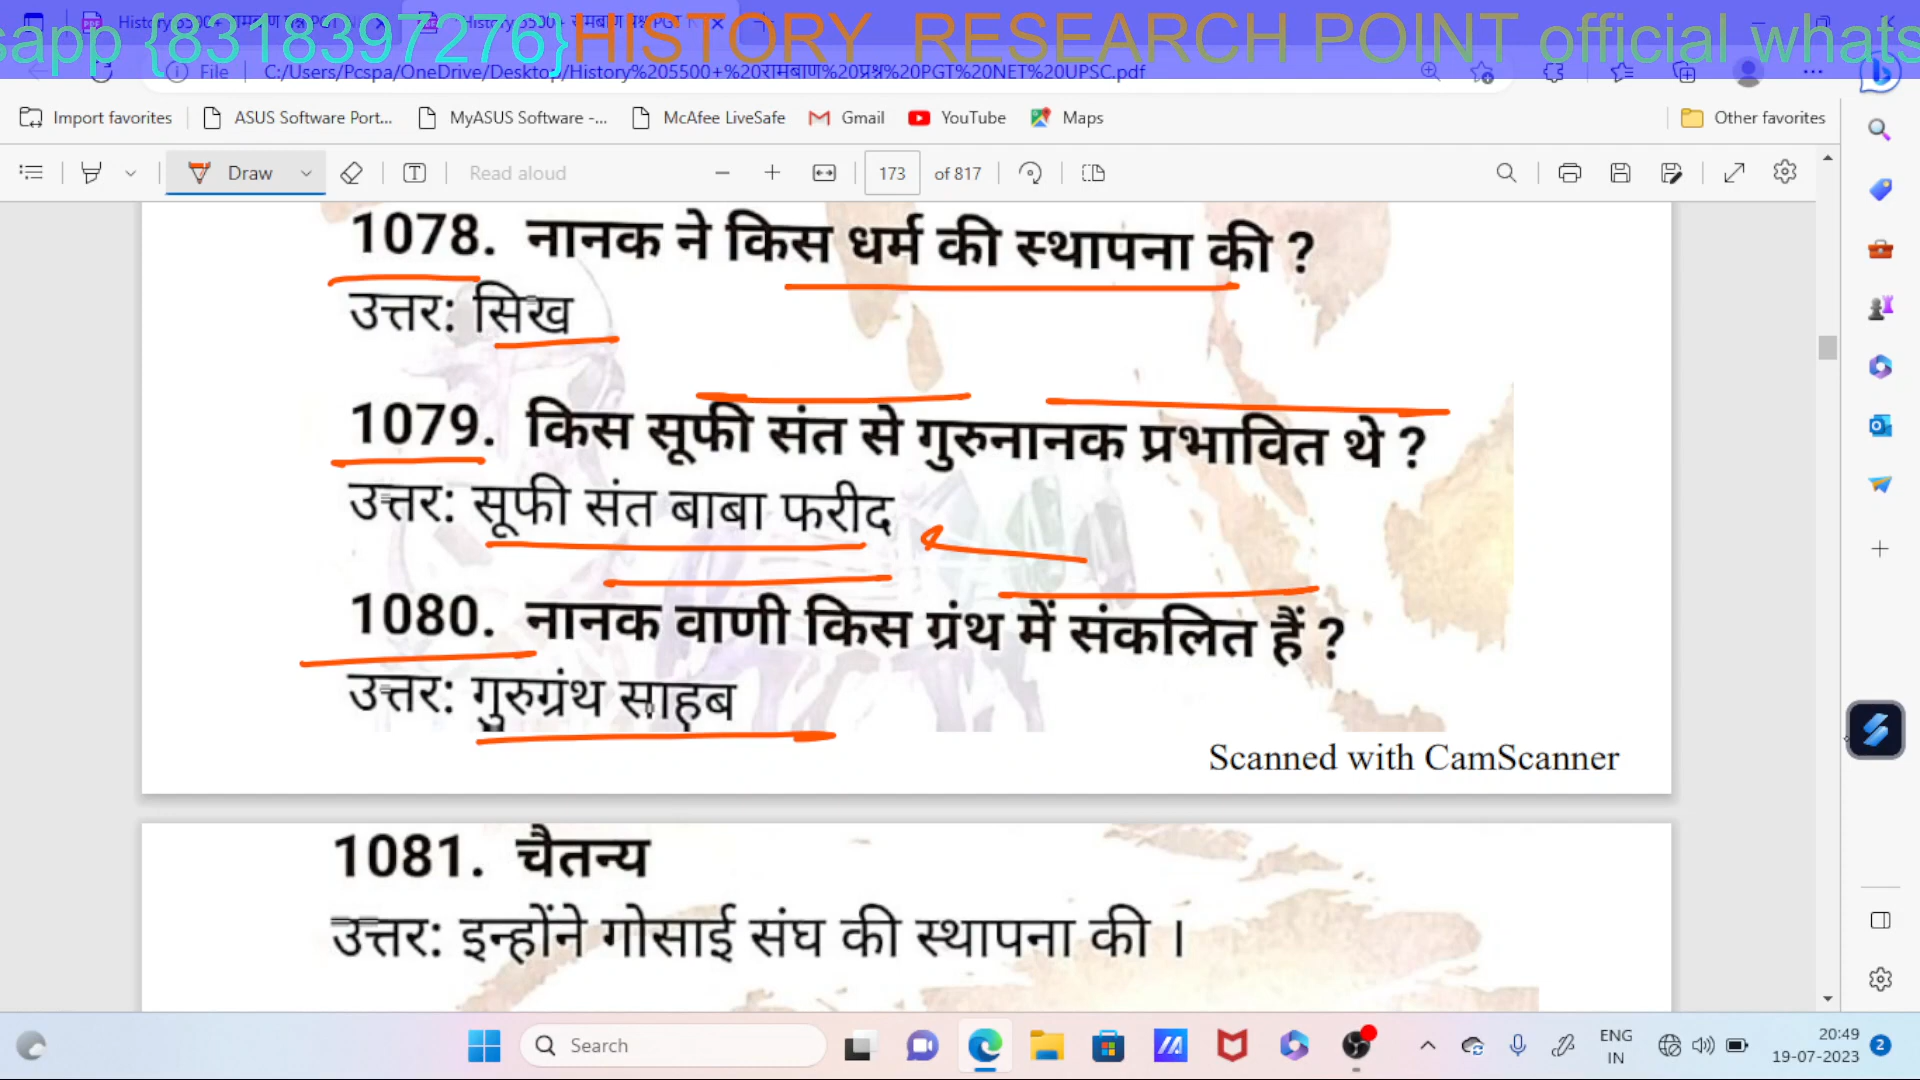 sapp {8318397276}HISTORY RESEARCH POINT official whats
File C:/Users/Pcspa/OneDrive/Desktop/History%205500+%20रामबाण%20प्रश्न%20PGT%20NET%20UPSC.pdf
Import favorites ASUS Software Port... MyASUS Software -... McAfee LiveSafe Gmail YouTube Maps Other favorites
Draw Read aloud 173 of 817
1078. नानक ने किस धर्म की स्थापना की ?
उत्तर: सिख
1079. किस सूफी संत से गुरुनानक प्रभावित थे ?
उत्तर: सूफी संत बाबा फरीद
1080. नानक वाणी किस ग्रंथ में संकलित हैं ?
उत्तर: गुरुग्रंथ साहब
Scanned with CamScanner
1081. चैतन्य
उत्तर: इन्होंने गोसाई संघ की स्थापना की ।
Search
ENG
IN
20:49
19-07-2023
2